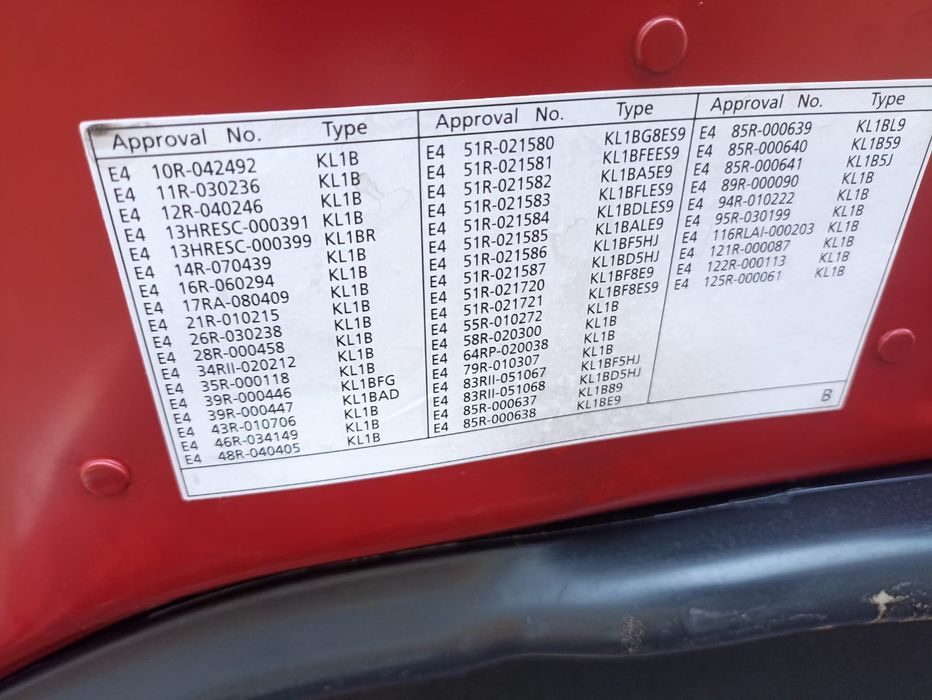 Approval No. Type
E4 10R-042492 KL1B
E4 11R-030236 KL1B
E4 12R-040246 KL1B
E4 13HRESC-000391 KL1B
E4 13HRESC-000399 KL1BR
E4 14R-070439 KL1B
E4 16R-060294 KL1B
E4 17RA-080409 KL1B
E4 21R-010215 KL1B
E4 26R-030238 KL1B
E4 28R-000458 KL1B
E4 34RII-020212 KL1B
E4 35R-000118 KL1B
E4 39R-000446 KL1BFG
E4 39R-000447 KL1BAD
E4 43R-010706 KL1B
E4 46R-034149 KL1B
E4 48R-040405 KL1B
Approval No. Type
E4 51R-021580 KL1BG8ES9
E4 51R-021581 KL1BFEES9
E4 51R-021582 KL1BA5E9
E4 51R-021583 KL1BFLES9
E4 51R-021584 KL1BDLES9
E4 51R-021585 KL1BALE9
E4 51R-021586 KL1BF5HJ
E4 51R-021587 KL1BD5HJ
E4 51R-021720 KL1BF8E9
E4 51R-021721 KL1BF8ES9
E4 55R-010272 KL1B
E4 58R-020300 KL1B
E4 64RP-020038 KL1B
E4 79R-010307 KL1B
E4 83RII-051067 KL1BF5HJ
E4 83RII-051068 KL1BD5HJ
E4 85R-000637 KL1B89
E4 85R-000638 KL1BE9
Approval No. Type
E4 85R-000639 KL1BL9
E4 85R-000640 KL1B59
E4 85R-000641 KL1B5J
E4 89R-000090 KL1B
E4 94R-010222 KL1B
E4 95R-030199 KL1B
E4 116RLAI-000203 KL1B
E4 121R-000087 KL1B
E4 122R-000113 KL1B
E4 125R-000061 KL1B
B